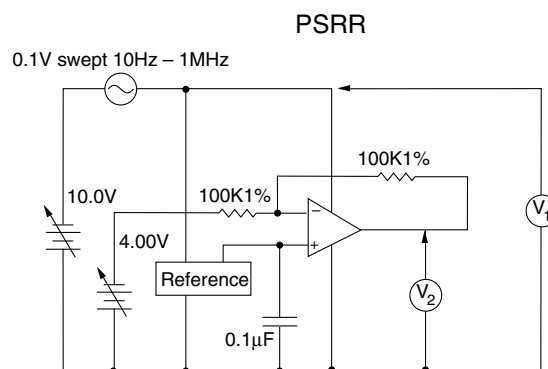 PSRR
0.1V swept 10Hz – 1MHz
100K1%
100K1%
10.0V
4.00V
–
+
V1
Reference
V2
0.1µF